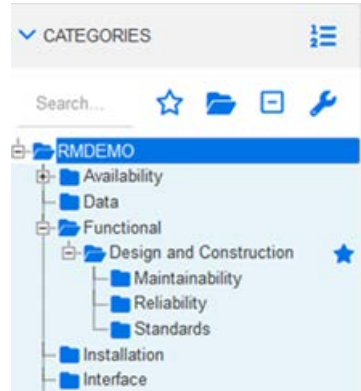 CATEGORIES
Search...
RMDEMO
Availability
Data
Functional
Design and Construction
Maintainability
Reliability
Standards
Installation
Interface